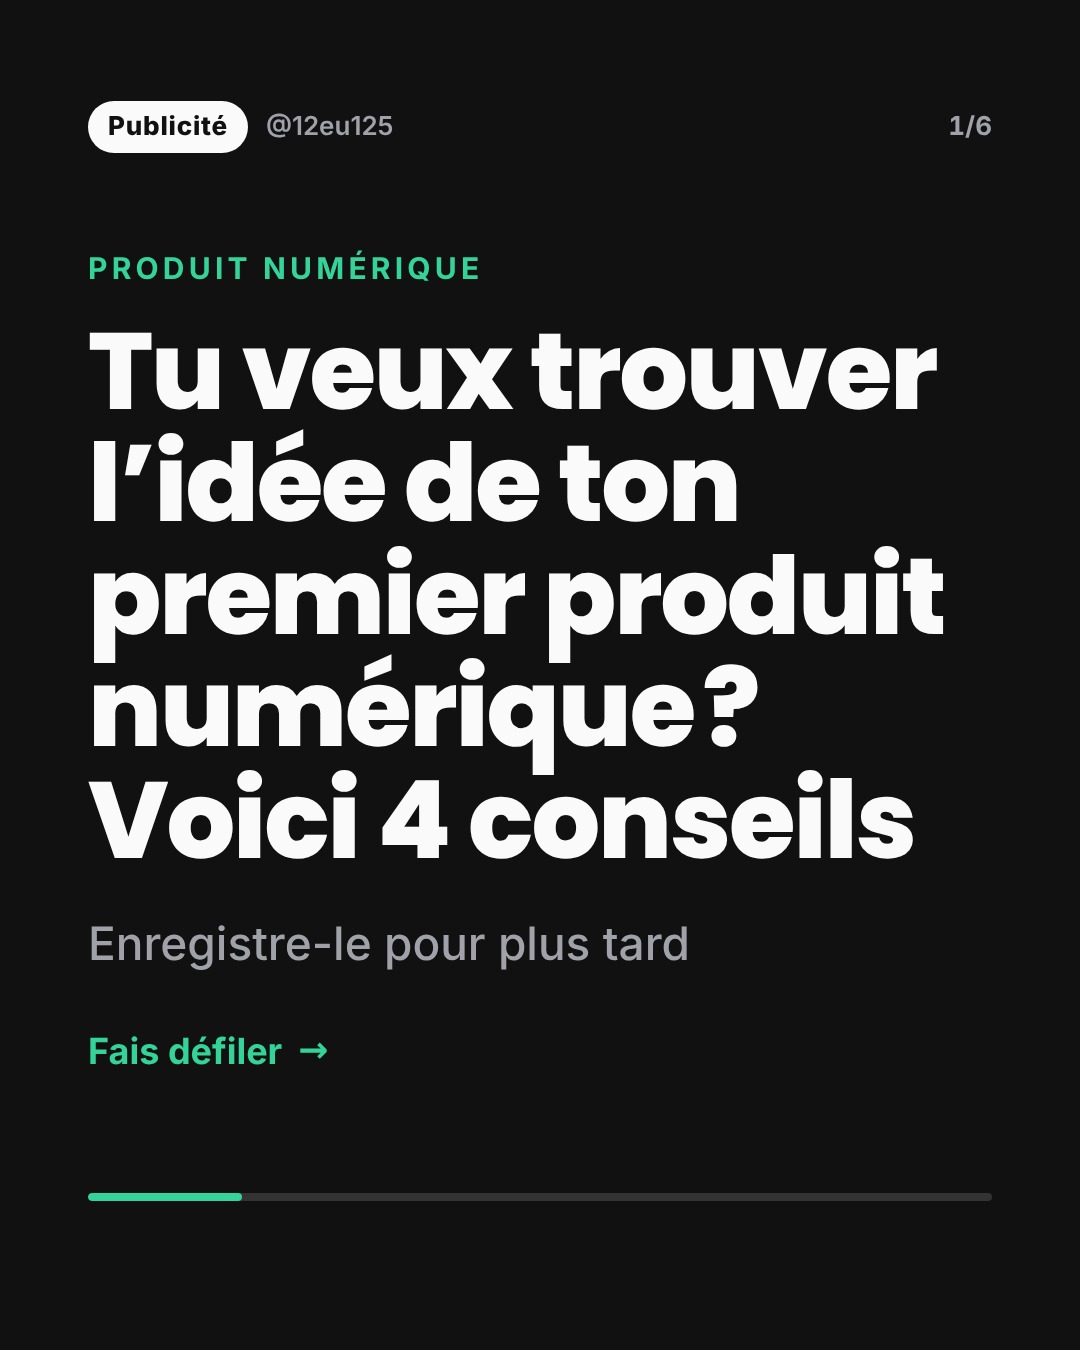 Publicité @12eu125 1/6
PRODUIT NUMÉRIQUE
Tu veux trouver
l’idée de ton
premier produit
numérique ?
Voici 4 conseils
Enregistre-le pour plus tard
Fais défiler →